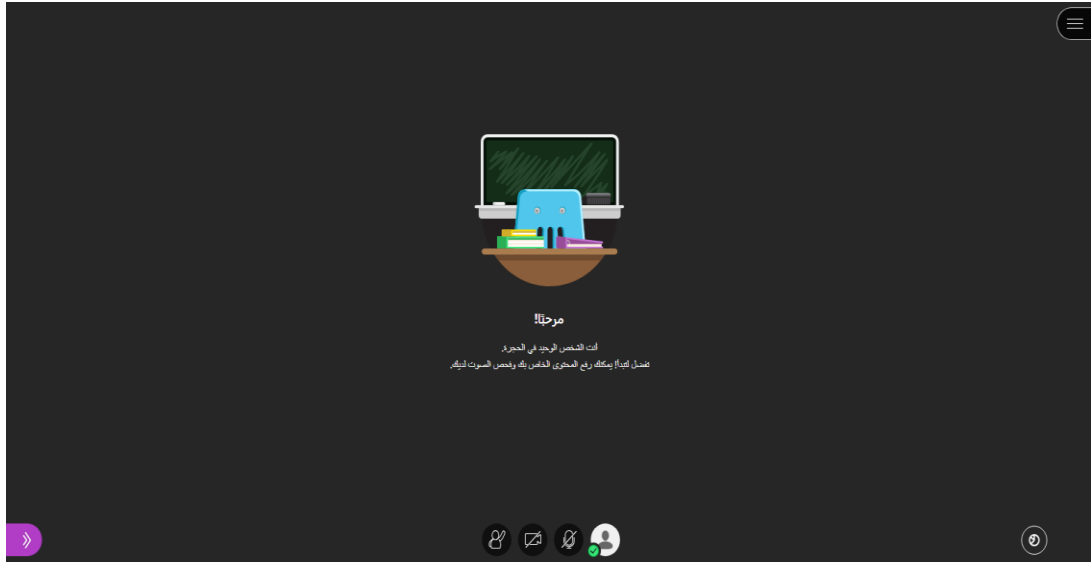 مرحبًا!
أنت الشخص الوحيد في الحجرة.
تفضل لتبدأ! يمكنك رفع المحتوى الخاص بك وفحص الصوت لديك.